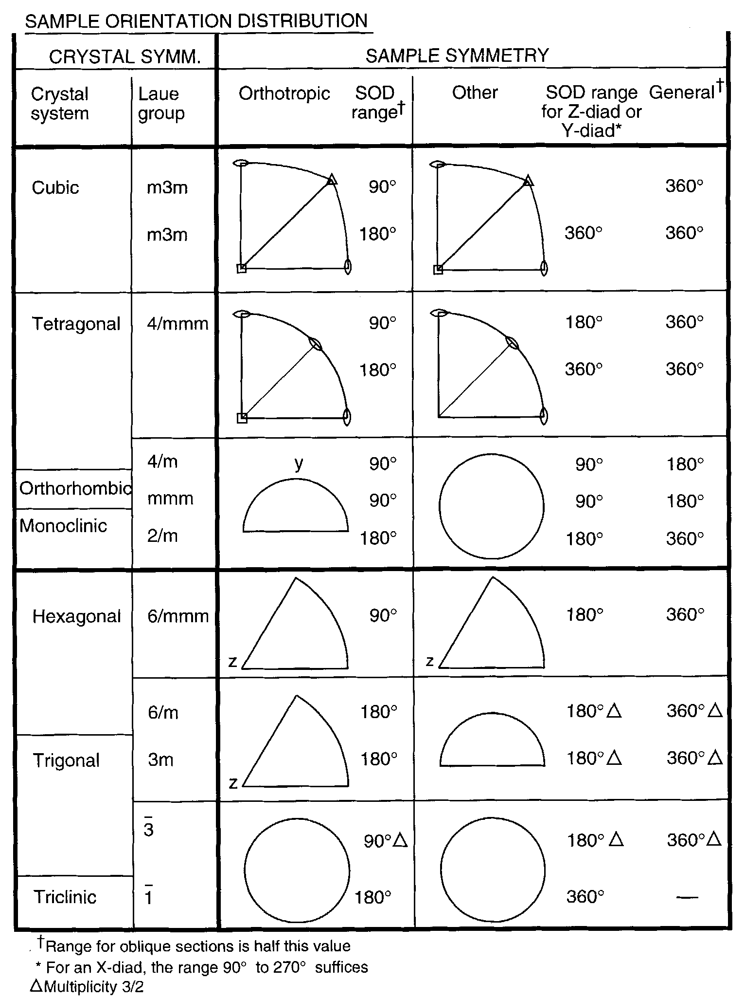 SAMPLE ORIENTATION DISTRIBUTION
CRYSTAL SYMM. SAMPLE SYMMETRY
Crystal system Laue group Orthotropic SOD range† Other SOD range for Z-diad or Y-diad* General†
Cubic m3m 90° 360°
m3m 180° 360° 360°
Tetragonal 4/mmm 90° 180° 360°
180° 360° 360°
4/m y 90° 90° 180°
Orthorhombic mmm 90° 90° 180°
Monoclinic 2/m 180° 180° 360°
Hexagonal 6/mmm 90° 180° 360°
z z
6/m 180° 180°△ 360°△
Trigonal 3m 180° 180°△ 360°△
z
3̅ 90°△ 180°△ 360°△
Triclinic 1̅ 180° 360° —
†Range for oblique sections is half this value
* For an X-diad, the range 90° to 270° suffices
△Multiplicity 3/2